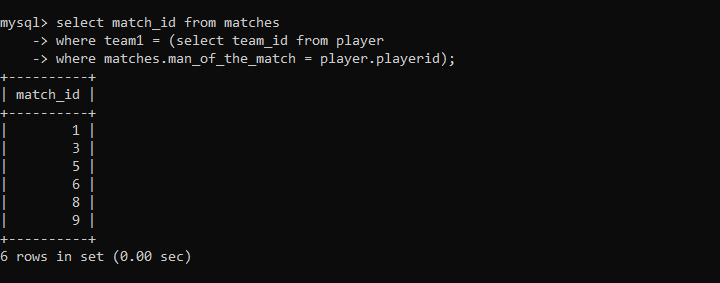 mysql> select match_id from matches
    -> where team1 = (select team_id from player
    -> where matches.man_of_the_match = player.playerid);
+----------+
| match_id |
+----------+
|        1 |
|        3 |
|        5 |
|        6 |
|        8 |
|        9 |
+----------+
6 rows in set (0.00 sec)